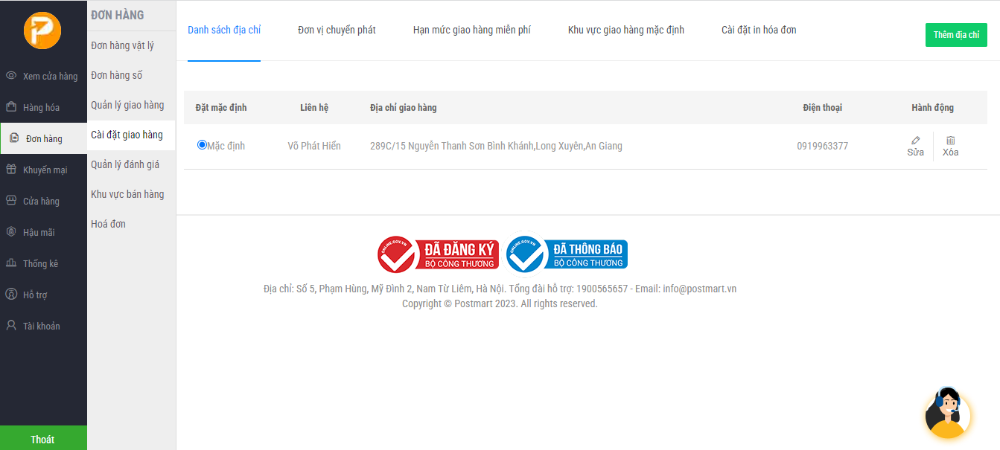 Xem cửa hàng
Hàng hóa
Đơn hàng
Khuyến mại
Cửa hàng
Hậu mãi
Thống kê
Hỗ trợ
Tài khoản
Thoát
ĐƠN HÀNG
Đơn hàng vật lý
Đơn hàng số
Quản lý giao hàng
Cài đặt giao hàng
Quản lý đánh giá
Khu vực bán hàng
Hoá đơn
Danh sách địa chỉ
Đơn vị chuyển phát
Hạn mức giao hàng miễn phí
Khu vực giao hàng mặc định
Cài đặt in hóa đơn
Thêm địa chỉ
Đặt mặc định Liên hệ Địa chỉ giao hàng Điện thoại Hành động
Mặc định Võ Phát Hiển 289C/15 Nguyễn Thanh Sơn Bình Khánh,Long Xuyên,An Giang 0919963377 Sửa Xóa
ONLINE.GOV.VN
ĐÃ ĐĂNG KÝ
BỘ CÔNG THƯƠNG
ONLINE.GOV.VN
ĐÃ THÔNG BÁO
BỘ CÔNG THƯƠNG
Địa chỉ: Số 5, Phạm Hùng, Mỹ Đình 2, Nam Từ Liêm, Hà Nội. Tổng đài hỗ trợ: 1900565657 - Email: info@postmart.vn
Copyright © Postmart 2023. All rights reserved.